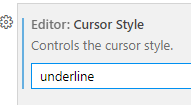 Editor: Cursor Style
Controls the cursor style.
underline